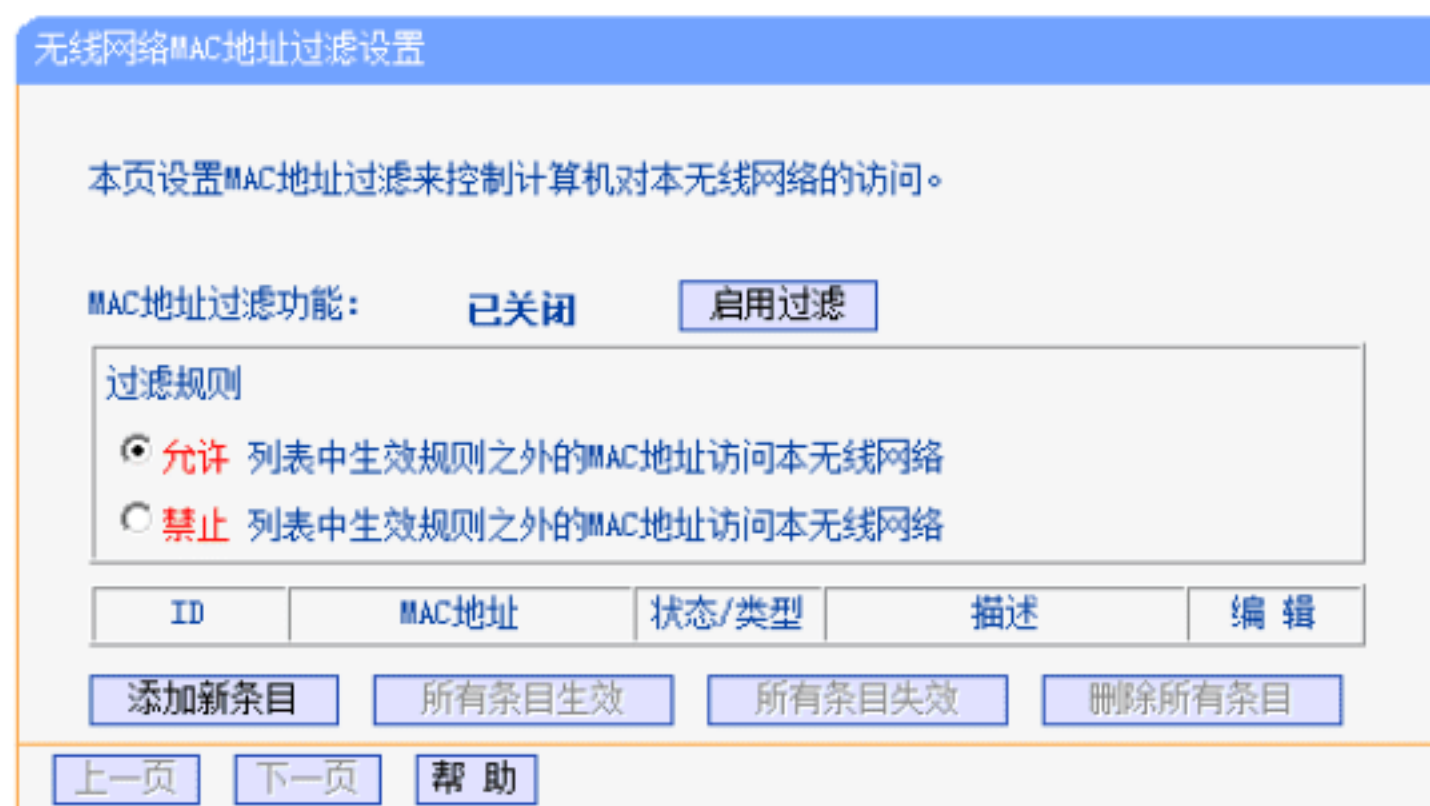 无线网络MAC地址过滤设置
本页设置MAC地址过滤来控制计算机对本无线网络的访问。
MAC地址过滤功能： 已关闭 启用过滤
过滤规则
允许 列表中生效规则之外的MAC地址访问本无线网络
禁止 列表中生效规则之外的MAC地址访问本无线网络
ID MAC地址 状态/类型 描述 编 辑
添加新条目 所有条目生效 所有条目失效 删除所有条目
上一页 下一页 帮 助